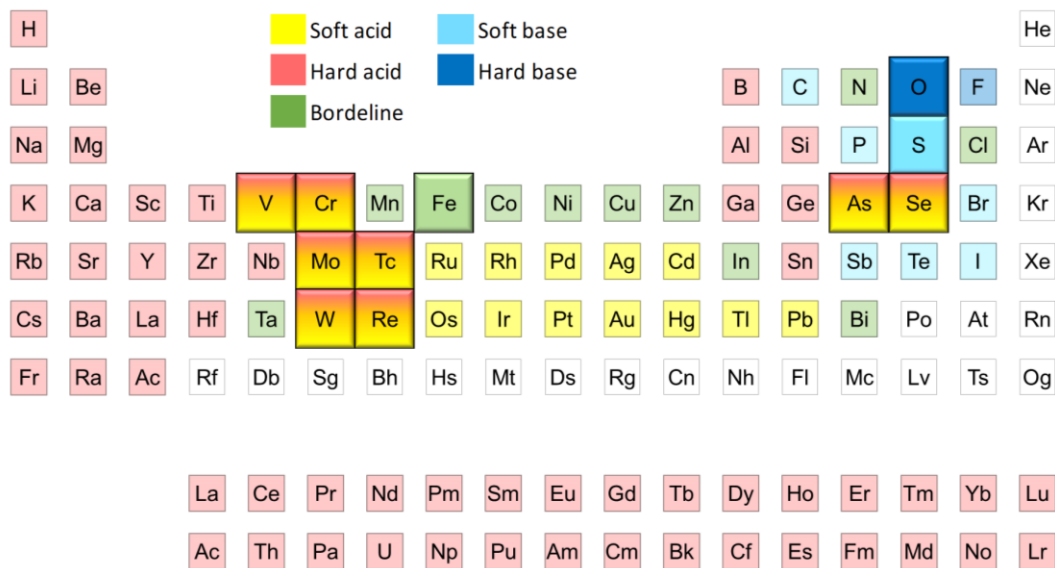 H He
Soft acid Soft base
Hard acid Hard base
Bordeline
Li Be B C N O F Ne
Na Mg Al Si P S Cl Ar
K Ca Sc Ti V Cr Mn Fe Co Ni Cu Zn Ga Ge As Se Br Kr
Rb Sr Y Zr Nb Mo Tc Ru Rh Pd Ag Cd In Sn Sb Te I Xe
Cs Ba La Hf Ta W Re Os Ir Pt Au Hg Tl Pb Bi Po At Rn
Fr Ra Ac Rf Db Sg Bh Hs Mt Ds Rg Cn Nh Fl Mc Lv Ts Og
La Ce Pr Nd Pm Sm Eu Gd Tb Dy Ho Er Tm Yb Lu
Ac Th Pa U Np Pu Am Cm Bk Cf Es Fm Md No Lr